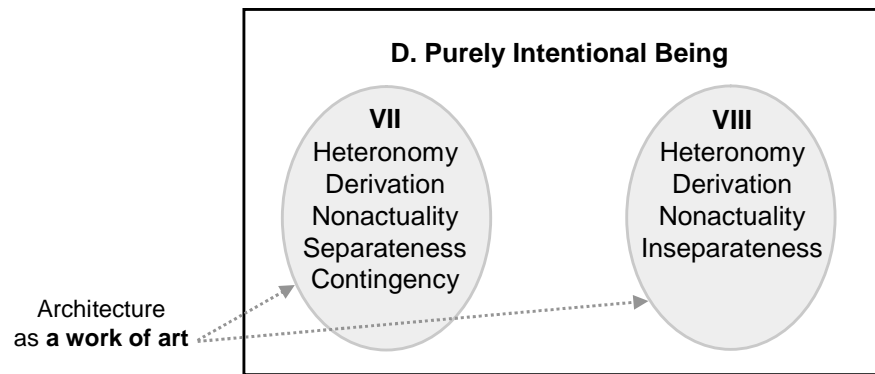 D. Purely Intentional Being
VII
Heteronomy
Derivation
Nonactuality
Separateness
Contingency
VIII
Heteronomy
Derivation
Nonactuality
Inseparateness
Architecture
as a work of art